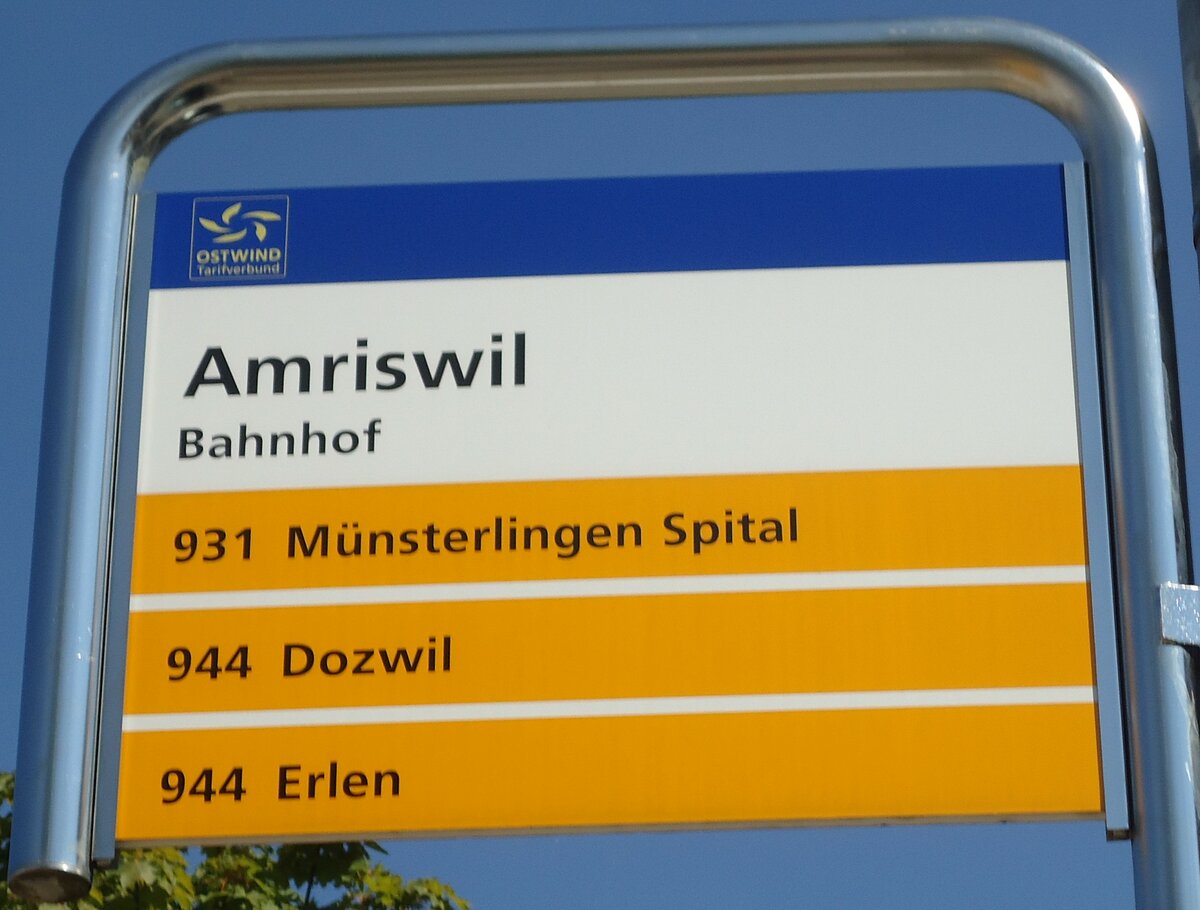 OSTWIND
Tarifverbund
Amriswil
Bahnhof
931 Münsterlingen Spital
944 Dozwil
944 Erlen